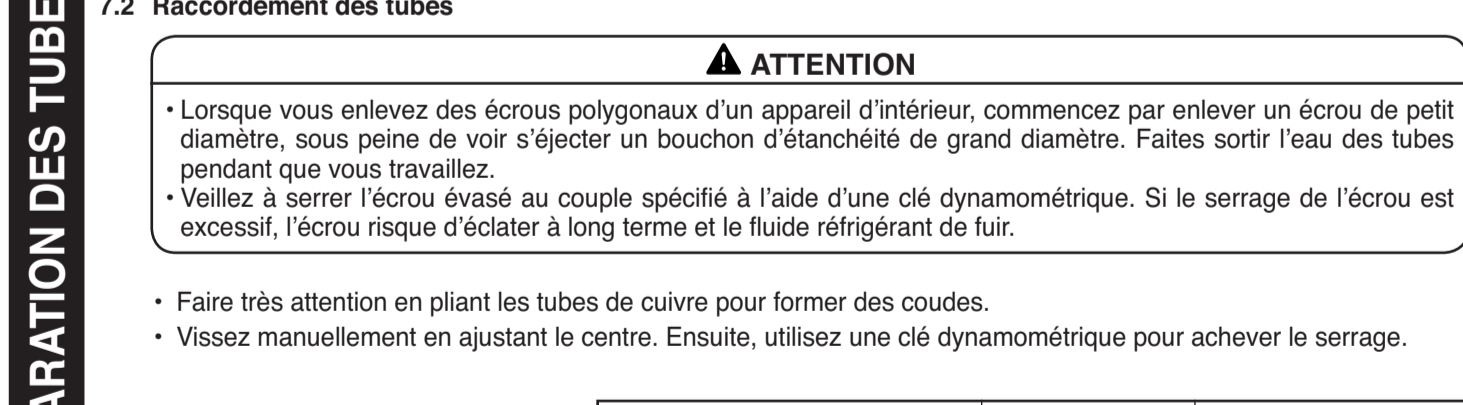 7.2 Raccordement des tubes
ATTENTION
• Lorsque vous enlevez des écrous polygonaux d’un appareil d’intérieur, commencez par enlever un écrou de petit
diamètre, sous peine de voir s’éjecter un bouchon d’étanchéité de grand diamètre. Faites sortir l’eau des tubes
pendant que vous travaillez.
• Veillez à serrer l’écrou évasé au couple spécifié à l’aide d’une clé dynamométrique. Si le serrage de l’écrou est
excessif, l’écrou risque d’éclater à long terme et le fluide réfrigérant de fuir.
• Faire très attention en pliant les tubes de cuivre pour former des coudes.
• Vissez manuellement en ajustant le centre. Ensuite, utilisez une clé dynamométrique pour achever le serrage.
ARATION DES TUBE